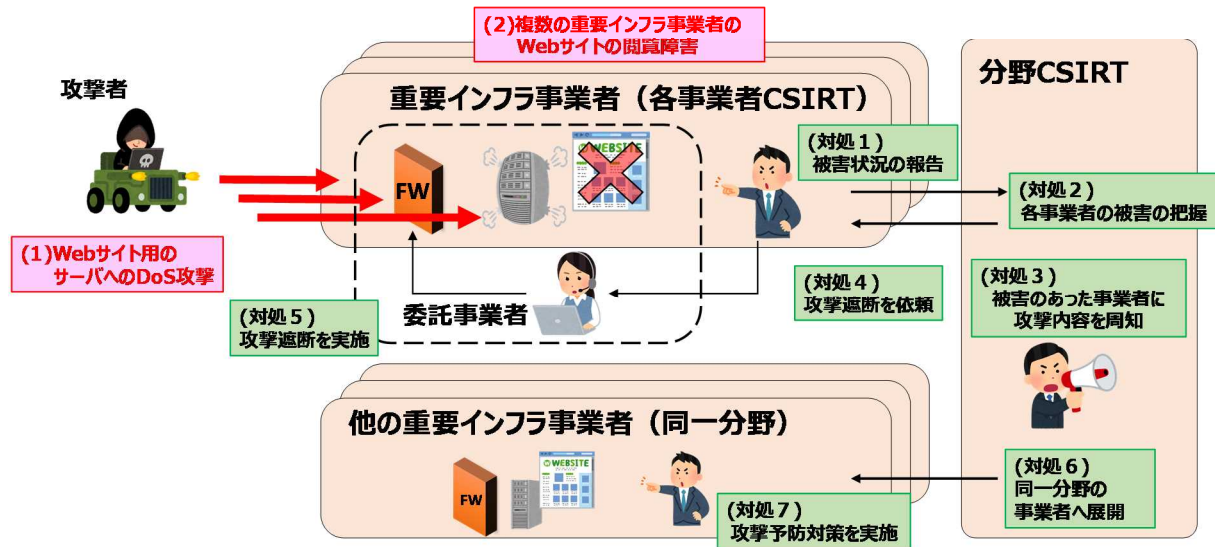 (2)複数の重要インフラ事業者の
Webサイトの閲覧障害
攻撃者
重要インフラ事業者（各事業者CSIRT）
分野CSIRT
FW
WEBSITE
(対処１)
被害状況の報告
(対処２)
各事業者の被害の把握
(1)Webサイト用の
サーバへのDoS攻撃
(対処３)
被害のあった事業者に
攻撃内容を周知
(対処４)
攻撃遮断を依頼
委託事業者
(対処５)
攻撃遮断を実施
他の重要インフラ事業者（同一分野）
FW
WEBSITE
(対処６)
同一分野の
事業者へ展開
(対処７)
攻撃予防対策を実施